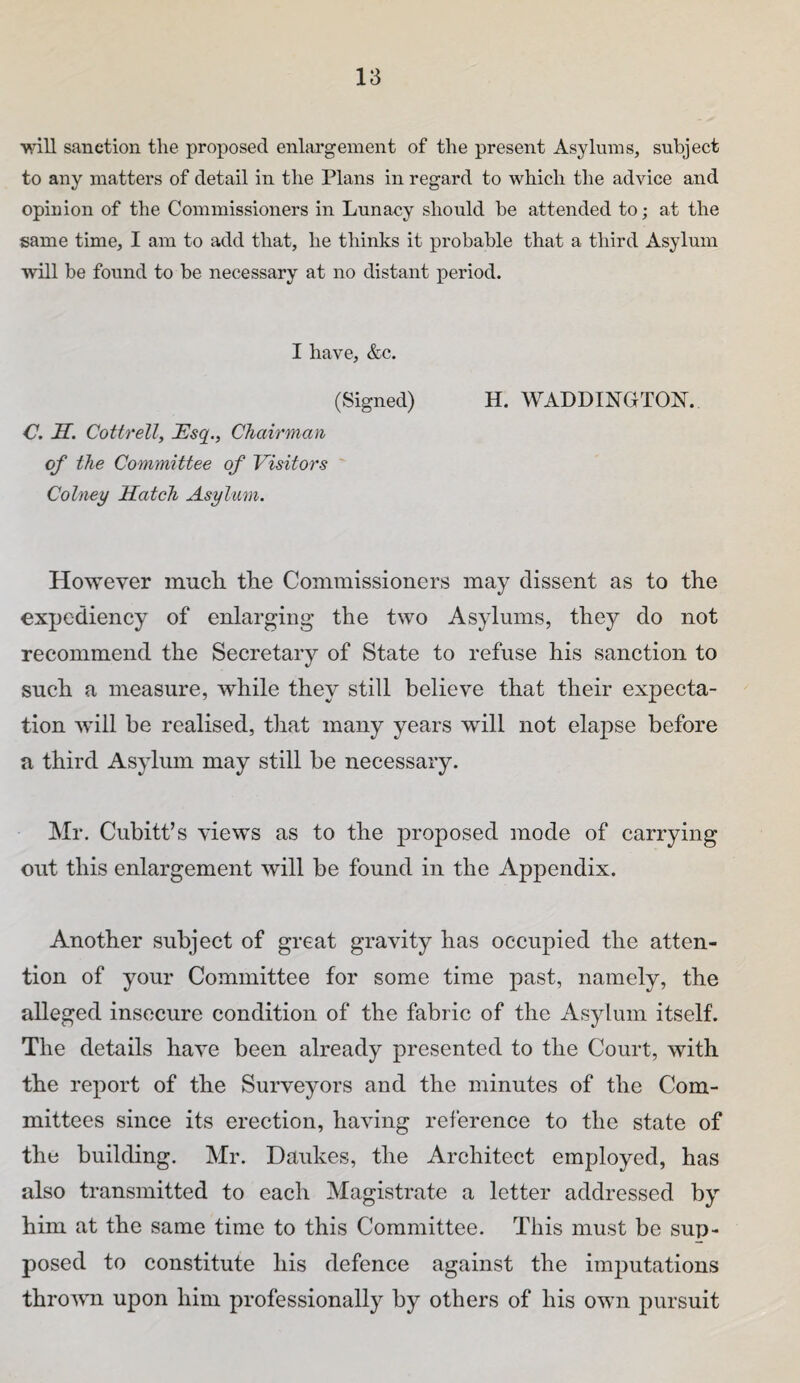 13
will sanction the proposed enlargement of the present Asylums, subject
to any matters of detail in the Plans in regard to which the advice and
opinion of the Commissioners in Lunacy should be attended to; at the
same time, I am to add that, he thinks it probable that a third Asylum
will be found to be necessary at no distant period.
I have, &c.
(Signed) H. WADDINGTON.
C. H. Cottrell, Esq., Chairman
of the Committee of Visitors
Colney Hatch Asylum.
However much the Commissioners may dissent as to the
expediency of enlarging the two Asylums, they do not
recommend the Secretary of State to refuse his sanction to
such a measure, while they still believe that their expecta-
tion will be realised, that many years will not elapse before
a third Asylum may still be necessary.
Mr. Cubitt's views as to the proposed mode of carrying
out this enlargement will be found in the Appendix.
Another subject of great gravity has occupied the atten-
tion of your Committee for some time past, namely, the
alleged insecure condition of the fabric of the Asylum itself.
The details have been already presented to the Court, with
the report of the Surveyors and the minutes of the Com-
mittees since its erection, having reference to the state of
the building. Mr. Daukes, the Architect employed, has
also transmitted to each Magistrate a letter addressed by
him at the same time to this Committee. This must be sup-
posed to constitute his defence against the imputations
thrown upon him professionally by others of his own pursuit